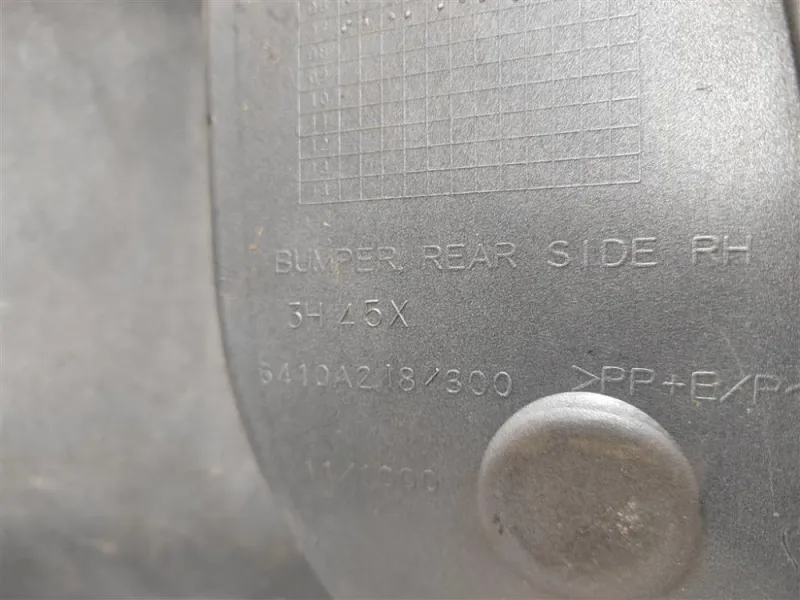 BUMPER, REAR SIDE RH
3H45X
6410A218/300 >PP+E/P<